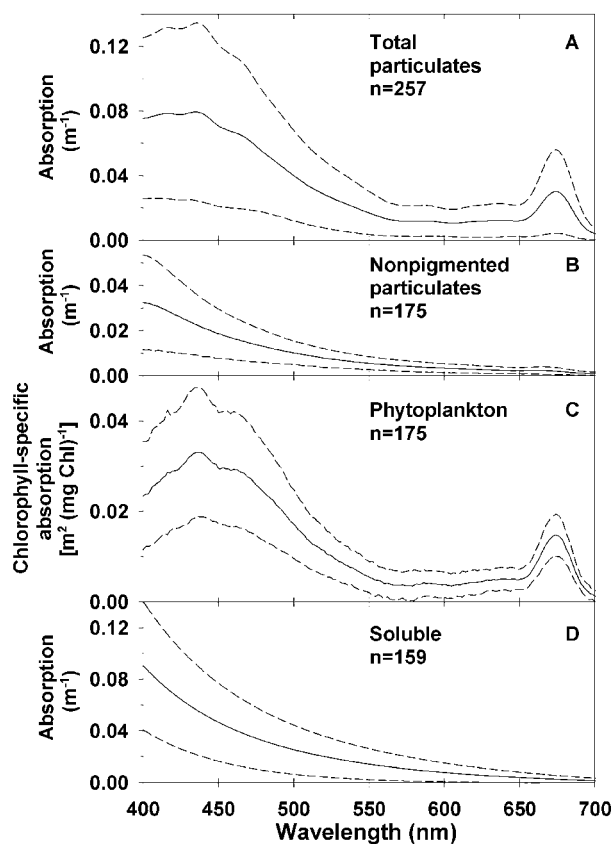 0.12
0.08
0.04
0.00
Absorption
(m⁻¹)
Total
particulates
n=257
A
0.04
0.02
0.00
Absorption
(m⁻¹)
Nonpigmented
particulates
n=175
B
0.04
0.02
0.00
Chlorophyll-specific
absorption
[m² (mg Chl)⁻¹]
Phytoplankton
n=175
C
0.12
0.08
0.04
0.00
Absorption
(m⁻¹)
Soluble
n=159
D
400 450 500 550 600 650 700
Wavelength (nm)